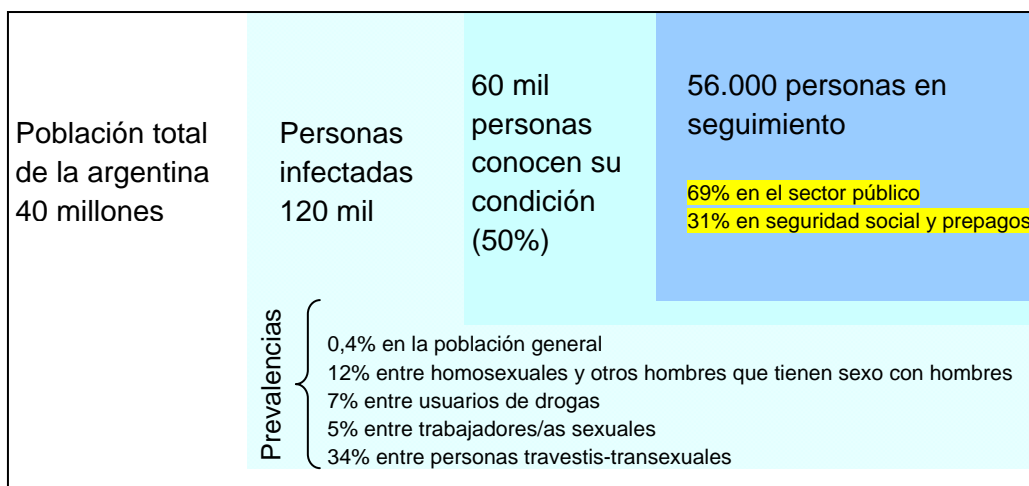 Población total
de la argentina
40 millones
Personas
infectadas
120 mil
60 mil
personas
conocen su
condición
(50%)
56.000 personas en
seguimiento
69% en el sector público
31% en seguridad social y prepagos
Prevalencias
0,4% en la población general
12% entre homosexuales y otros hombres que tienen sexo con hombres
7% entre usuarios de drogas
5% entre trabajadores/as sexuales
34% entre personas travestis-transexuales